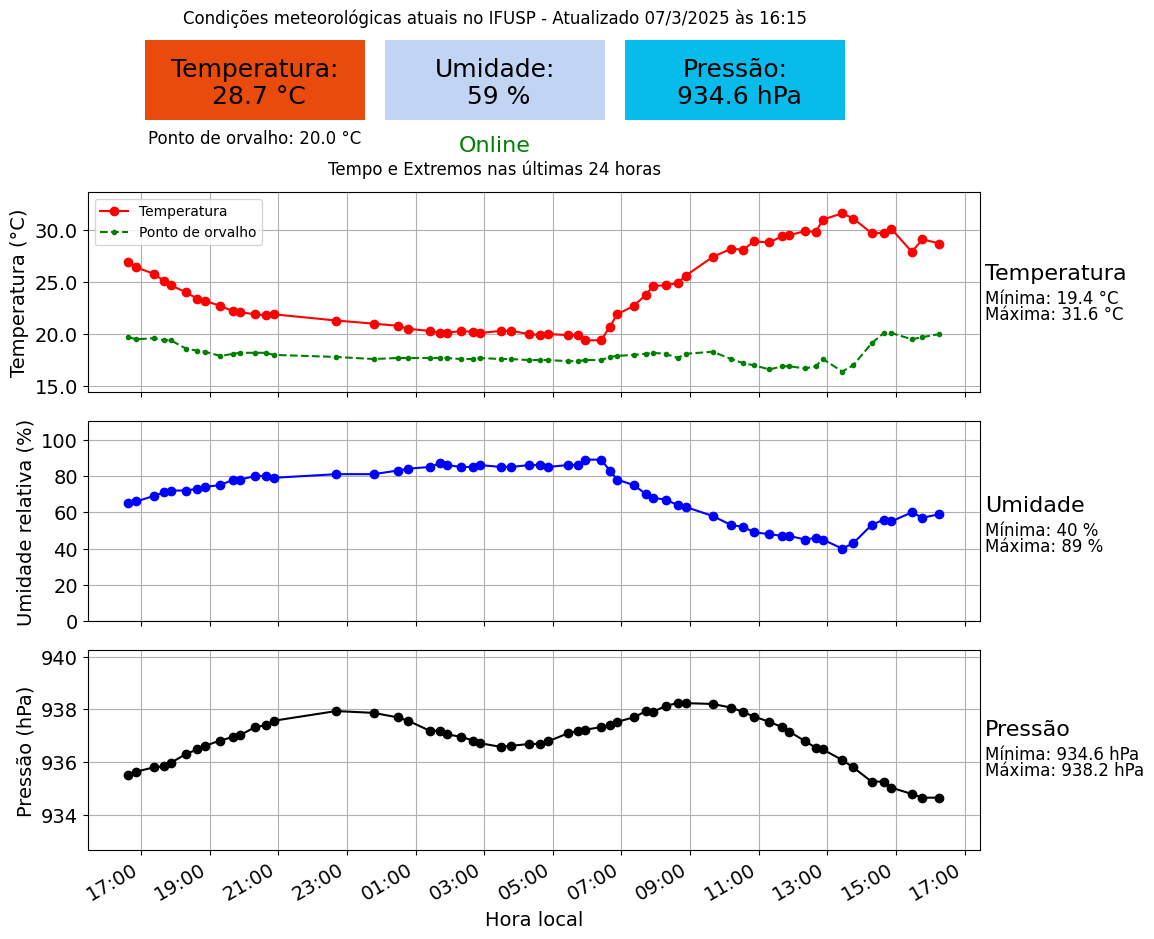 Condições meteorológicas atuais no IFUSP - Atualizado 07/3/2025 às 16:15
Temperatura:
28.7 °C
Umidade:
59 %
Pressão:
934.6 hPa
Ponto de orvalho: 20.0 °C
Online
Tempo e Extremos nas últimas 24 horas
Temperatura (°C)
30.0
25.0
20.0
15.0
Temperatura
Ponto de orvalho
Temperatura
Mínima: 19.4 °C
Máxima: 31.6 °C
Umidade relativa (%)
100
80
60
40
20
0
Umidade
Mínima: 40 %
Máxima: 89 %
Pressão (hPa)
940
938
936
934
Pressão
Mínima: 934.6 hPa
Máxima: 938.2 hPa
17:00 19:00 21:00 23:00 01:00 03:00 05:00 07:00 09:00 11:00 13:00 15:00 17:00
Hora local